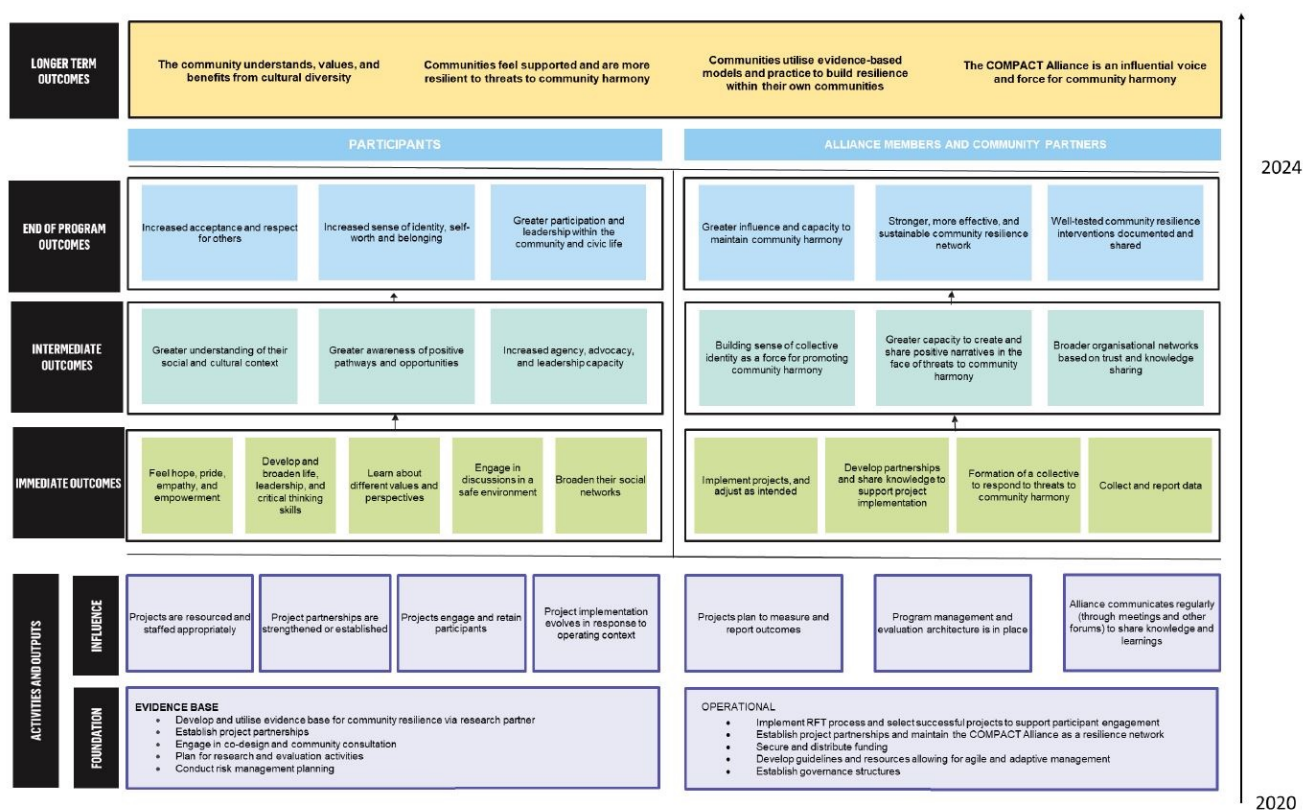 LONGER TERM
OUTCOMES
The community understands, values, and
benefits from cultural diversity
Communities feel supported and are more
resilient to threats to community harmony
Communities utilise evidence-based
models and practice to build resilience
within their own communities
The COMPACT Alliance is an influential voice
and force for community harmony
PARTICIPANTS
ALLIANCE MEMBERS AND COMMUNITY PARTNERS
2024
END OF PROGRAM
OUTCOMES
Increased acceptance and respect
for others
Increased sense of identity, self-
worth and belonging
Greater participation and
leadership within the
community and civic life
Greater influence and capacity to
maintain community harmony
Stronger, more effective, and
sustainable community resilience
network
Well-tested community resilience
interventions documented and
shared
INTERMEDIATE
OUTCOMES
Greater understanding of their
social and cultural context
Greater awareness of positive
pathways and opportunities
Increased agency, advocacy,
and leadership capacity
Building sense of collective
identity as a force for promoting
community harmony
Greater capacity to create and
share positive narratives in the
face of threats to community
harmony
Broader organisational networks
based on trust and knowledge
sharing
IMMEDIATE OUTCOMES
Feel hope, pride,
empathy, and
empowerment
Develop and
broaden life,
leadership, and
critical thinking
skills
Learn about
different values and
perspectives
Engage in
discussions in a
safe environment
Broaden their social
networks
Implement projects, and
adjust as intended
Develop partnerships
and share knowledge to
support project
implementation
Formation of a collective
to respond to threats to
community harmony
Collect and report data
ACTIVITIES AND OUTPUTS
INFLUENCE
Projects are resourced and
staffed appropriately
Project partnerships are
strengthened or established
Projects engage and retain
participants
Project implementation
evolves in response to
operating context
Projects plan to measure and
report outcomes
Program management and
evaluation architecture is in place
Alliance communicates regularly
(through meetings and other
forums) to share knowledge and
learnings
FOUNDATION
EVIDENCE BASE
• Develop and utilise evidence base for community resilience via research partner
• Establish project partnerships
• Engage in co-design and community consultation
• Plan for research and evaluation activities
• Conduct risk management planning
OPERATIONAL
• Implement RFT process and select successful projects to support participant engagement
• Establish project partnerships and maintain the COMPACT Alliance as a resilience network
• Secure and distribute funding
• Develop guidelines and resources allowing for agile and adaptive management
• Establish governance structures
2020